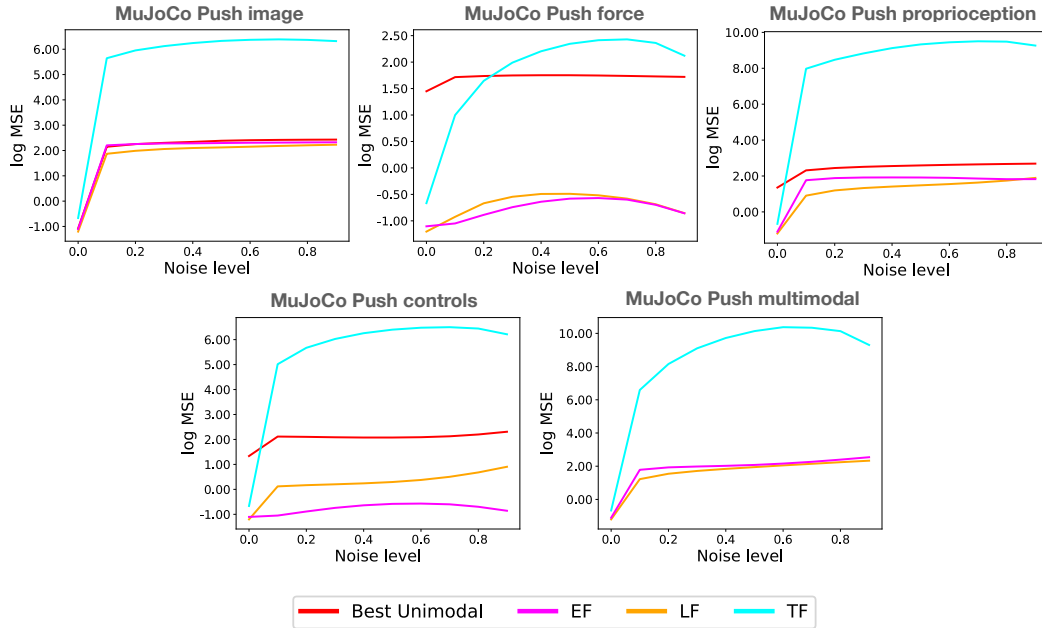 MuJoCo Push image
MuJoCo Push force
MuJoCo Push proprioception
6.00
5.00
4.00
3.00
2.00
1.00
0.00
-1.00
log MSE
0.0 0.2 0.4 0.6 0.8
Noise level
2.50
2.00
1.50
1.00
0.50
0.00
-0.50
-1.00
log MSE
0.0 0.2 0.4 0.6 0.8
Noise level
10.00
8.00
6.00
4.00
2.00
0.00
log MSE
0.0 0.2 0.4 0.6 0.8
Noise level
MuJoCo Push controls
MuJoCo Push multimodal
6.00
5.00
4.00
3.00
2.00
1.00
0.00
-1.00
log MSE
0.0 0.2 0.4 0.6 0.8
Noise level
10.00
8.00
6.00
4.00
2.00
0.00
log MSE
0.0 0.2 0.4 0.6 0.8
Noise level
Best Unimodal EF LF TF